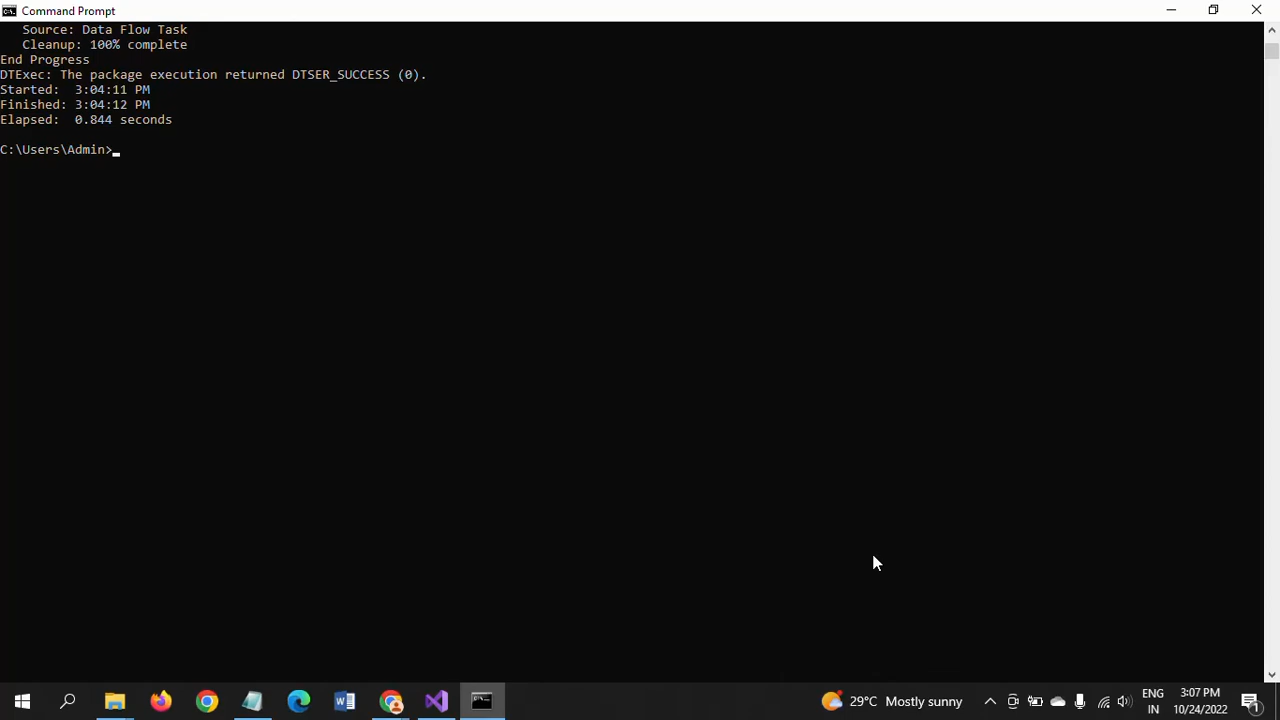 Command Prompt
Source: Data Flow Task
Cleanup: 100% complete
End Progress
DTExec: The package execution returned DTSER_SUCCESS (0).
Started:  3:04:11 PM
Finished: 3:04:12 PM
Elapsed:  0.844 seconds
C:\Users\Admin>
29°C Mostly sunny
ENG
IN
3:07 PM
10/24/2022
1